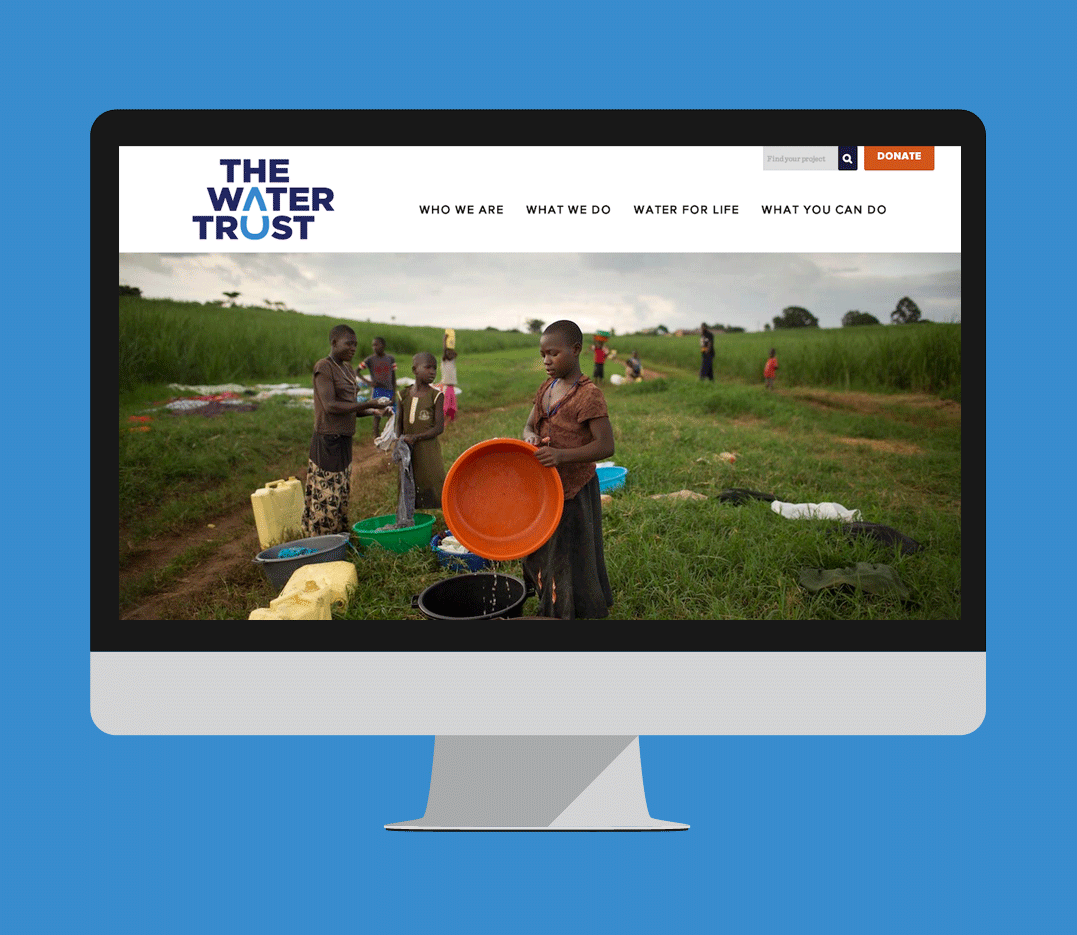 THE
WATER
TRUST
Find your project
DONATE
WHO WE ARE
WHAT WE DO
WATER FOR LIFE
WHAT YOU CAN DO